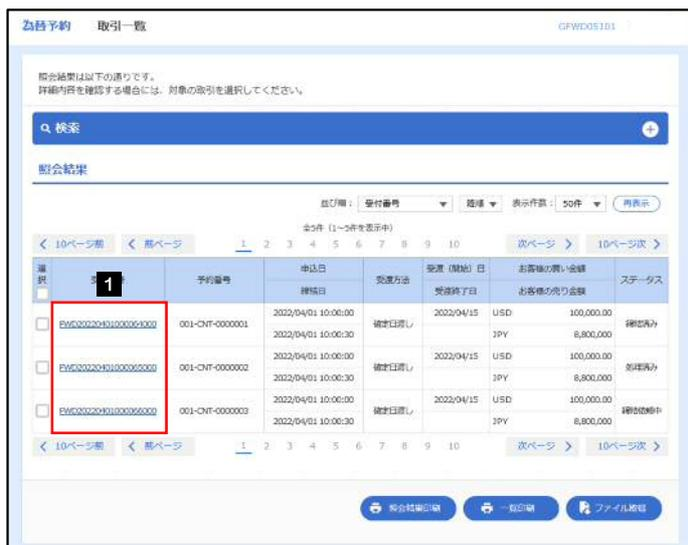 為替予約 取引一覧 GFWD05101
照会結果は以下の通りです。
詳細内容を確認する場合には、対象の取引を選択してください。
検索
照会結果
並び順: 受付番号 降順 表示件数: 50件 再表示
全5件 (1~5件を表示中)
10ページ前 前ページ 1 2 3 4 5 6 7 8 9 10 次ページ 10ページ次
選択 1 予約番号 申込日 受渡方法 受渡(開始)日 お客様の買い金額 ステータス
締結日 受渡終了日 お客様の売り金額
FWD20220401000064000 001-CNT-0000001 2022/04/01 10:00:00 確定日渡し 2022/04/15 USD 100,000.00 締結済み
2022/04/01 10:00:30 JPY 8,800,000
FWD20220401000065000 001-CNT-0000002 2022/04/01 10:00:00 確定日渡し 2022/04/15 USD 100,000.00 処理済み
2022/04/01 10:00:30 JPY 8,800,000
FWD20220401000066000 001-CNT-0000003 2022/04/01 10:00:00 確定日渡し 2022/04/15 USD 100,000.00 締結依頼中
2022/04/01 10:00:30 JPY 8,800,000
10ページ前 前ページ 1 2 3 4 5 6 7 8 9 10 次ページ 10ページ次
照会結果印刷 一覧印刷 ファイル取得